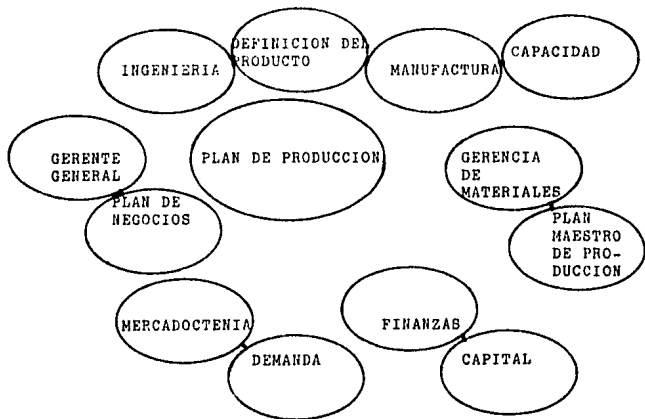 DEFINICION DEL
PRODUCTO
INGENIERIA
MANUFACTURA
CAPACIDAD
GERENTE
GENERAL
PLAN DE
NEGOCIOS
PLAN DE PRODUCCION
GERENCIA
DE
MATERIALES
PLAN
MAESTRO
DE PRO-
DUCCION
MERCADOCTENIA
DEMANDA
FINANZAS
CAPITAL